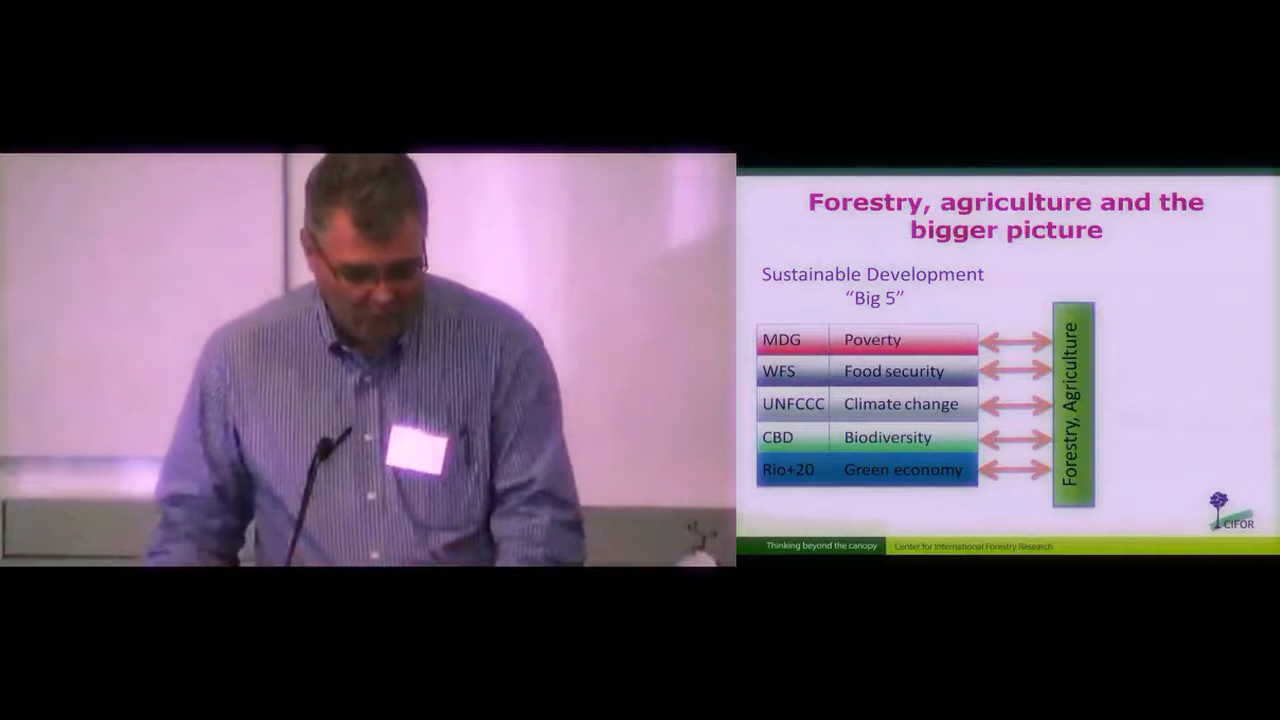 Forestry, agriculture and the
bigger picture
Sustainable Development
“Big 5”
MDG Poverty
WFS Food security
UNFCCC Climate change
CBD Biodiversity
Rio+20 Green economy
Forestry, Agriculture
CIFOR
Thinking beyond the canopy Center for International Forestry Research